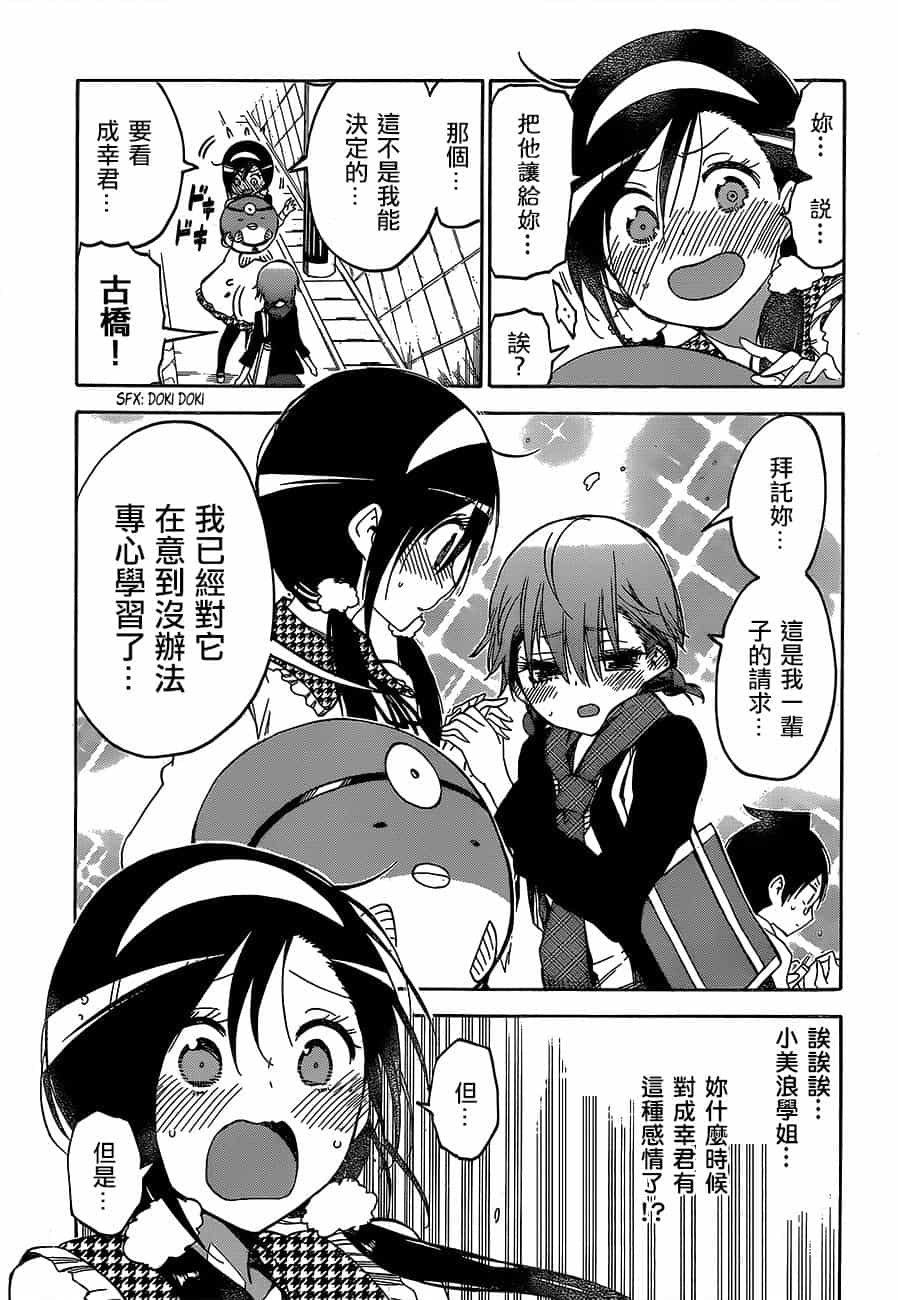 妳…
説…
把他讓給妳…
誒?
那個…
這不是我能
決定的…
要看
成幸君…
古橋!
ドキ
ドキ
SFX: DOKI DOKI
拜託妳…
這是我一輩
子的請求…
我已經對它
在意到沒辦法
專心學習了…
誒誒誒…
小美浪學姐…
妳什麼時候
對成幸君有
這種感情了
!?
但…
但是…